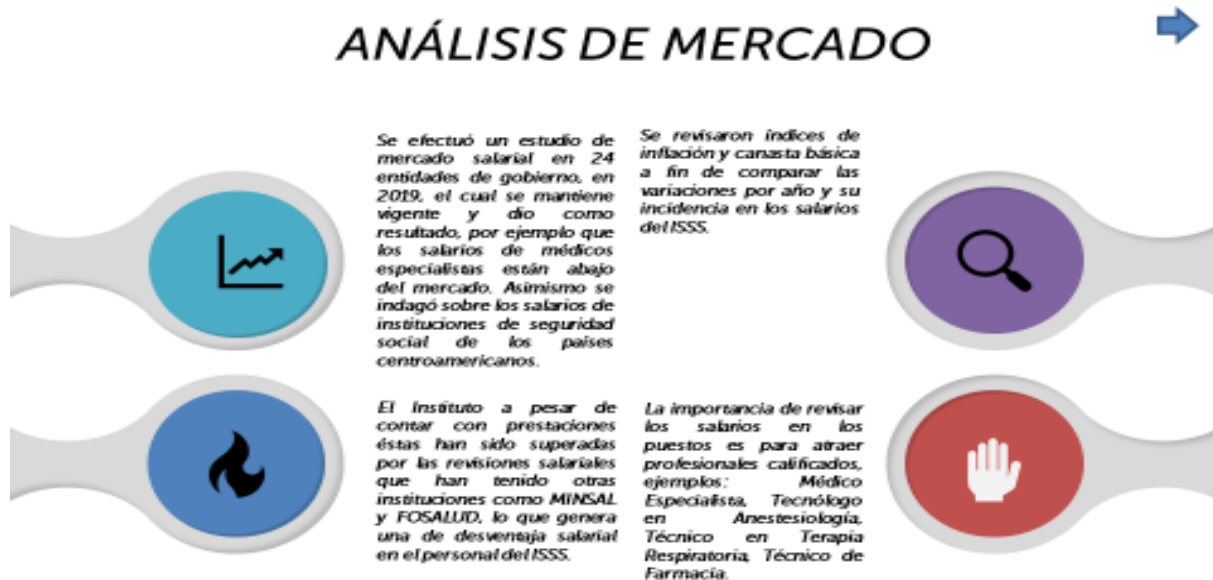 ANÁLISIS DE MERCADO
Se efectuó un estudio de
mercado salarial en 24
entidades de gobierno, en
2019, el cual se mantiene
vigente y dio como
resultado, por ejemplo que
los salarios de médicos
especialistas están abajo
del mercado. Asimismo se
indagó sobre los salarios de
instituciones de seguridad
social de los países
centroamericanos.
Se revisaron índices de
inflación y canasta básica
a fin de comparar las
variaciones por año y su
incidencia en los salarios
del ISSS.
El Instituto a pesar de
contar con prestaciones
éstas han sido superadas
por las revisiones salariales
que han tenido otras
instituciones como MINSAL
y FOSALUD, lo que genera
una de desventaja salarial
en el personal del ISSS.
La importancia de revisar
los salarios en los
puestos es para atraer
profesionales calificados,
ejemplos: Médico
Especialista, Tecnólogo
en Anestesiología,
Técnico en Terapia
Respiratoria, Técnico de
Farmacia.